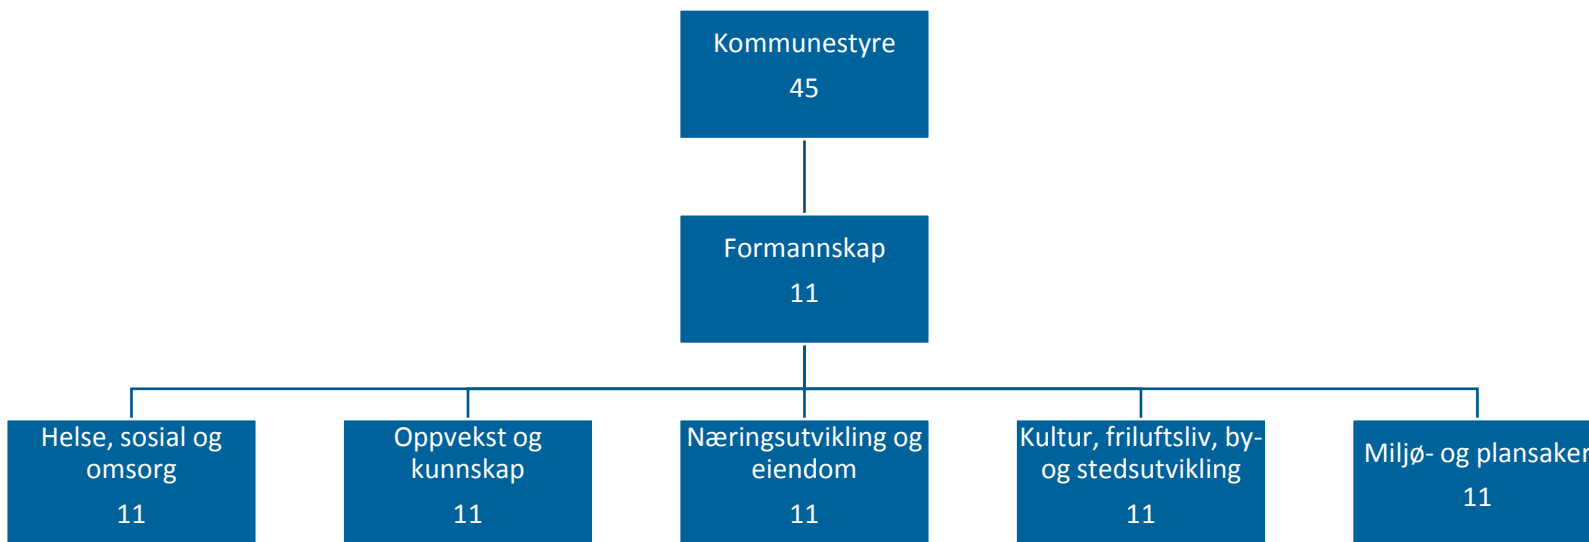 Kommunestyre
45
Formannskap
11
Helse, sosial og
omsorg
11
Oppvekst og
kunnskap
11
Næringsutvikling og
eiendom
11
Kultur, friluftsliv, by-
og stedsutvikling
11
Miljø- og plansaker
11